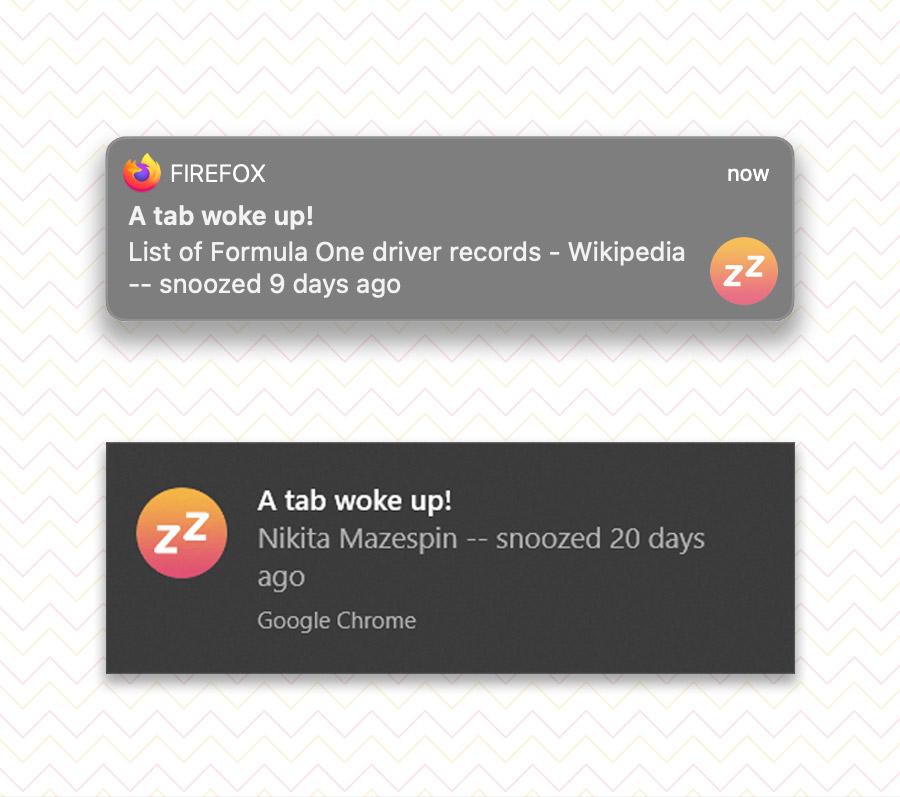 FIREFOX now
A tab woke up!
List of Formula One driver records - Wikipedia
-- snoozed 9 days ago
zZ
zZ
A tab woke up!
Nikita Mazespin -- snoozed 20 days
ago
Google Chrome